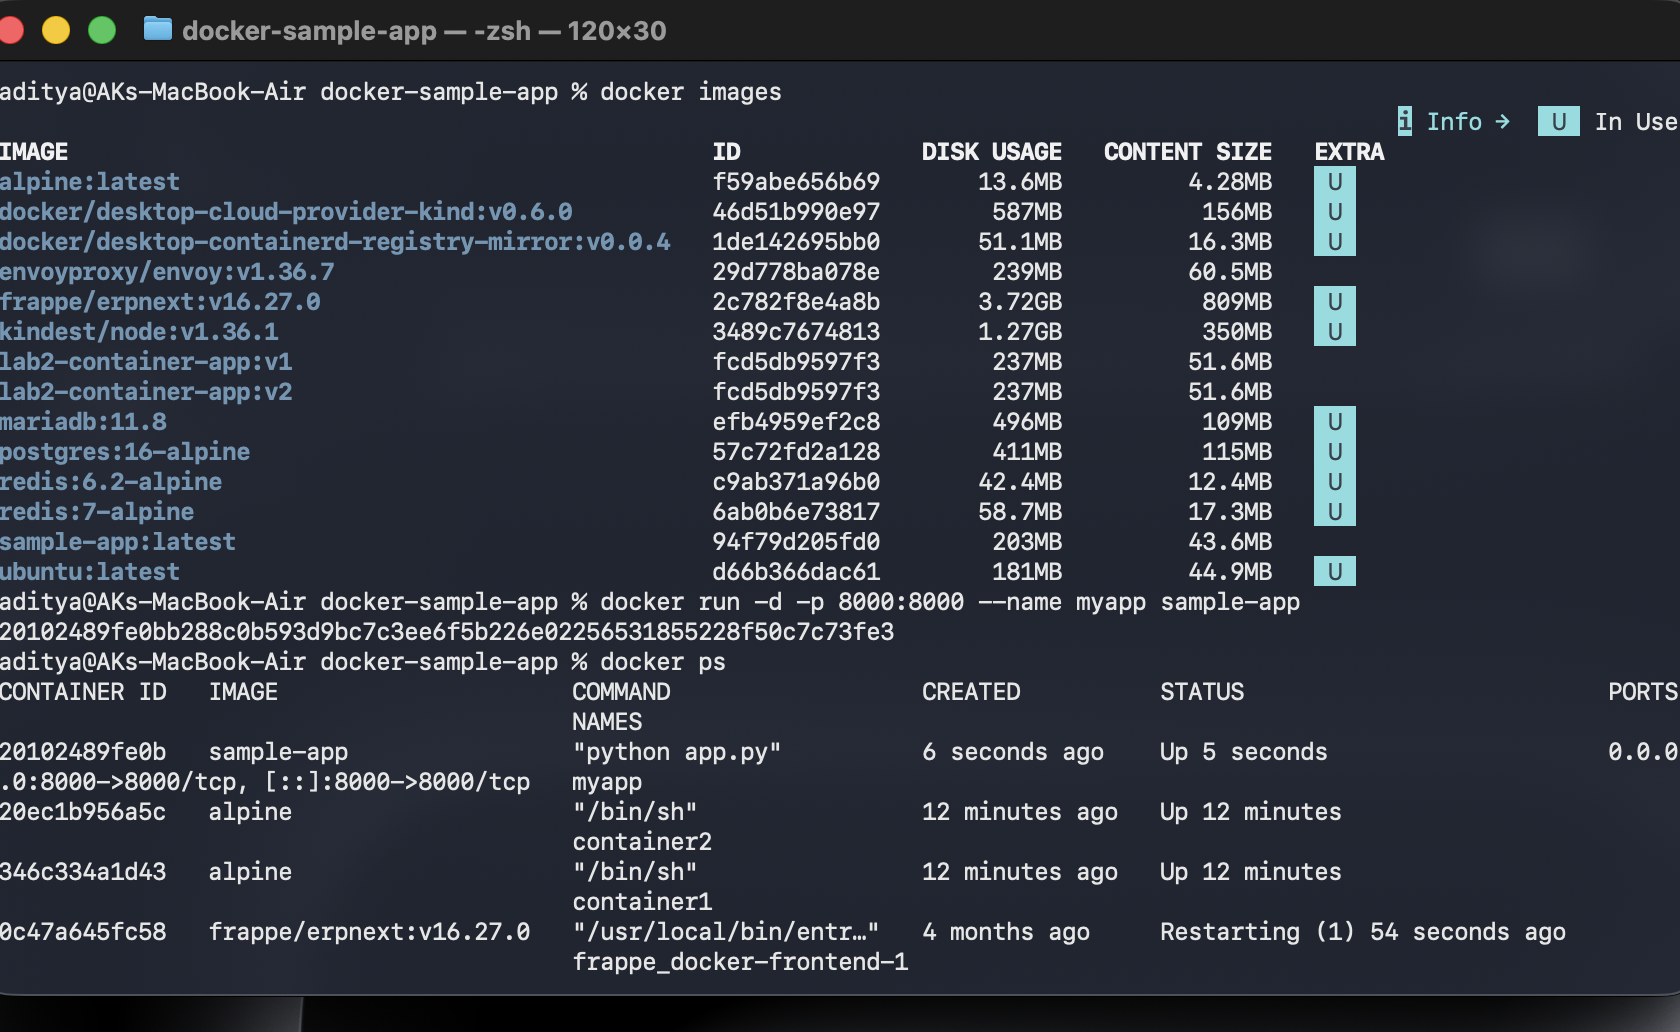 docker-sample-app — -zsh — 120×30
aditya@AKs-MacBook-Air docker-sample-app % docker images
i Info → U In Use
IMAGE ID DISK USAGE CONTENT SIZE EXTRA
alpine:latest f59abe656b69 13.6MB 4.28MB U
docker/desktop-cloud-provider-kind:v0.6.0 46d51b990e97 587MB 156MB U
docker/desktop-containerd-registry-mirror:v0.0.4 1de142695bb0 51.1MB 16.3MB U
envoyproxy/envoy:v1.36.7 29d778ba078e 239MB 60.5MB
frappe/erpnext:v16.27.0 2c782f8e4a8b 3.72GB 809MB U
kindest/node:v1.36.1 3489c7674813 1.27GB 350MB U
lab2-container-app:v1 fcd5db9597f3 237MB 51.6MB
lab2-container-app:v2 fcd5db9597f3 237MB 51.6MB
mariadb:11.8 efb4959ef2c8 496MB 109MB U
postgres:16-alpine 57c72fd2a128 411MB 115MB U
redis:6.2-alpine c9ab371a96b0 42.4MB 12.4MB U
redis:7-alpine 6ab0b6e73817 58.7MB 17.3MB U
sample-app:latest 94f79d205fd0 203MB 43.6MB
ubuntu:latest d66b366dac61 181MB 44.9MB U
aditya@AKs-MacBook-Air docker-sample-app % docker run -d -p 8000:8000 --name myapp sample-app
20102489fe0bb288c0b593d9bc7c3ee6f5b226e02256531855228f50c7c73fe3
aditya@AKs-MacBook-Air docker-sample-app % docker ps
CONTAINER ID IMAGE COMMAND CREATED STATUS PORTS
NAMES
20102489fe0b sample-app "python app.py" 6 seconds ago Up 5 seconds 0.0.0
.0:8000->8000/tcp, [::]:8000->8000/tcp myapp
20ec1b956a5c alpine "/bin/sh" 12 minutes ago Up 12 minutes
container2
346c334a1d43 alpine "/bin/sh" 12 minutes ago Up 12 minutes
container1
0c47a645fc58 frappe/erpnext:v16.27.0 "/usr/local/bin/entr…" 4 months ago Restarting (1) 54 seconds ago
frappe_docker-frontend-1